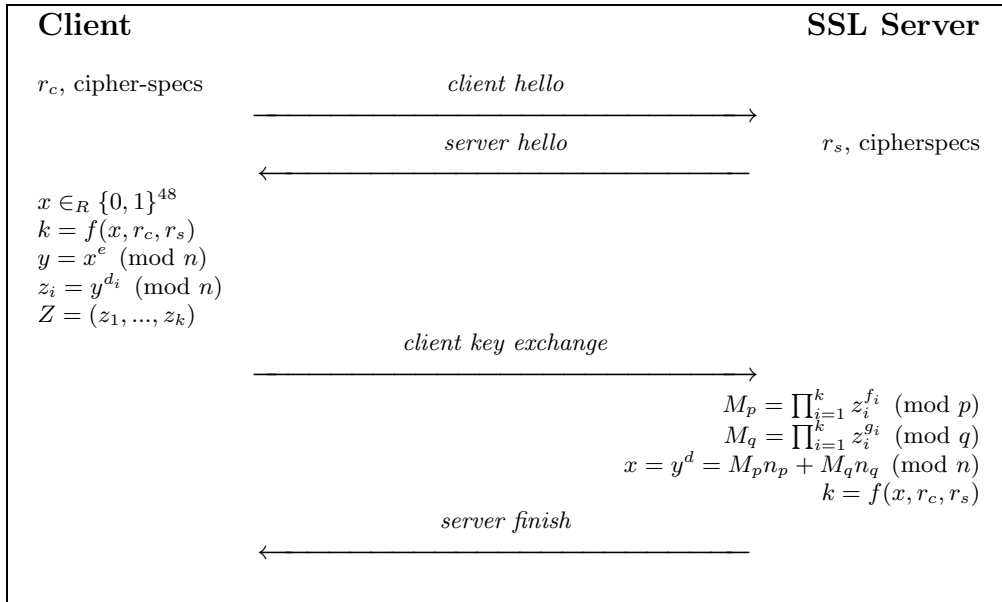 Client SSL Server
r_c, cipher-specs
client hello
server hello
r_s, cipherspecs
x ∈_R {0, 1}^48
k = f(x, r_c, r_s)
y = x^e (mod n)
z_i = y^{d_i} (mod n)
Z = (z_1, ..., z_k)
client key exchange
M_p = ∏_{i=1}^k z_i^{f_i} (mod p)
M_q = ∏_{i=1}^k z_i^{g_i} (mod q)
x = y^d = M_p n_p + M_q n_q (mod n)
k = f(x, r_c, r_s)
server finish